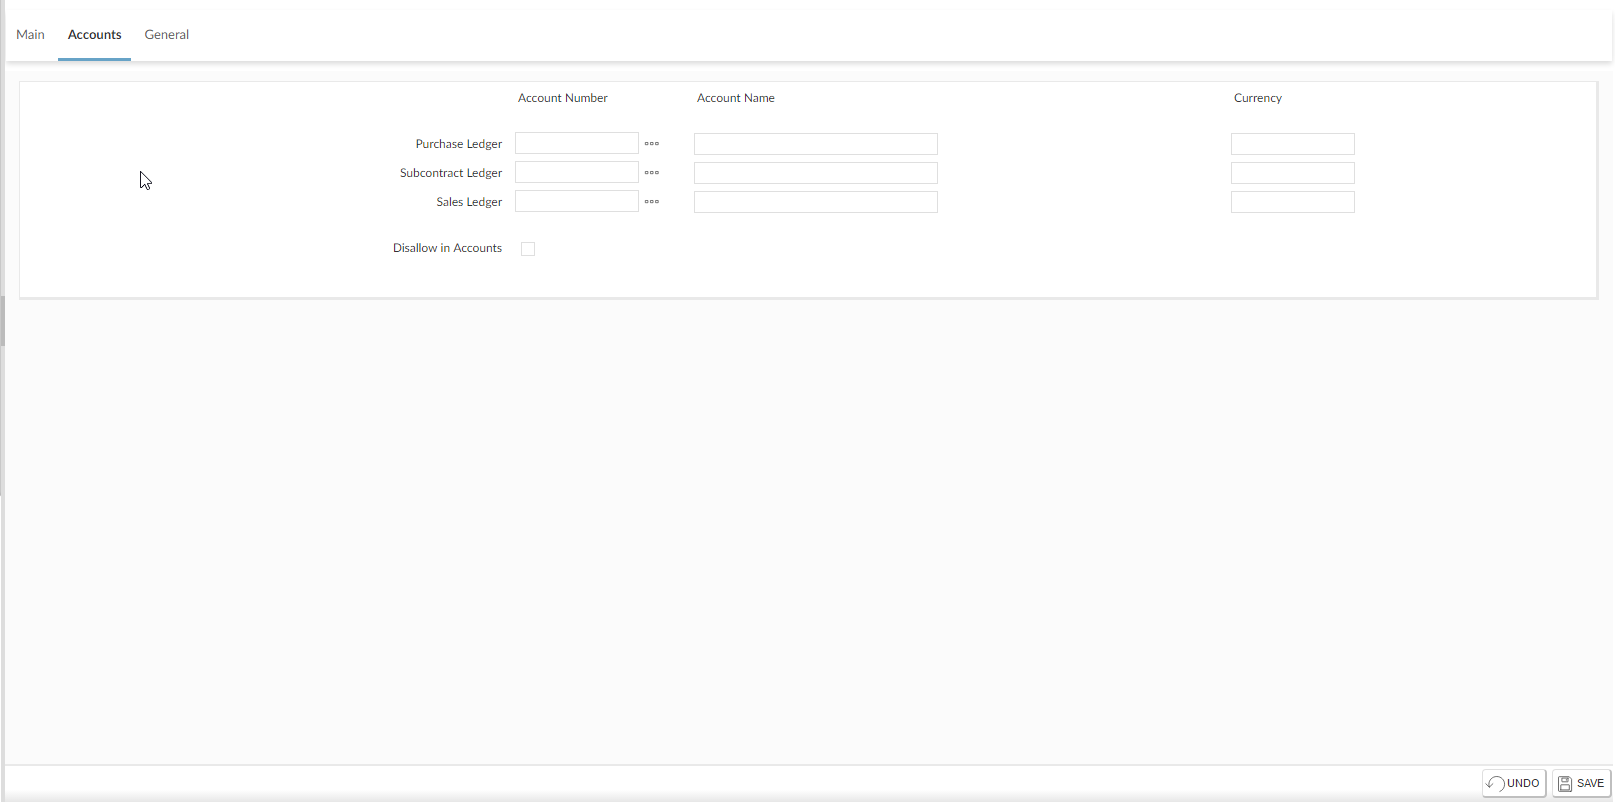 Main Accounts General
Account Number Account Name Currency
Purchase Ledger
Subcontract Ledger
Sales Ledger
Disallow in Accounts
UNDO SAVE